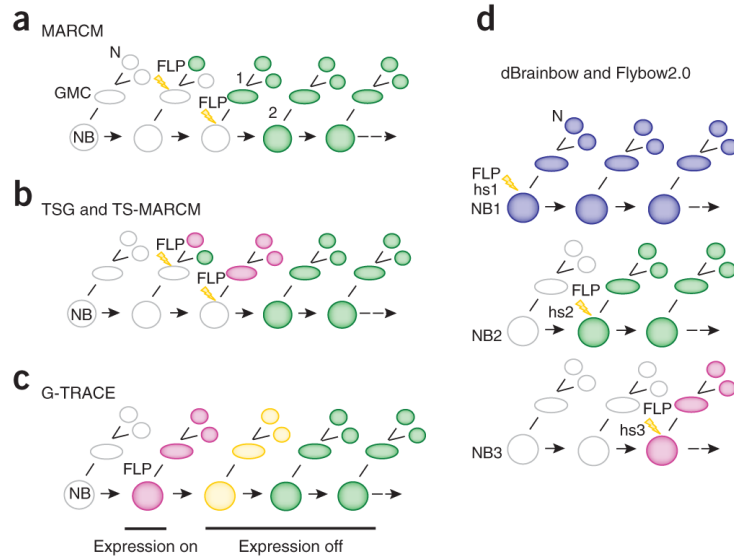 a
MARCM
N
FLP
GMC
1
FLP
2
NB
b
TSG and TS-MARCM
FLP
FLP
NB
c
G-TRACE
FLP
NB
Expression on
Expression off
d
dBrainbow and Flybow2.0
N
FLP
hs1
NB1
FLP
hs2
NB2
FLP
hs3
NB3